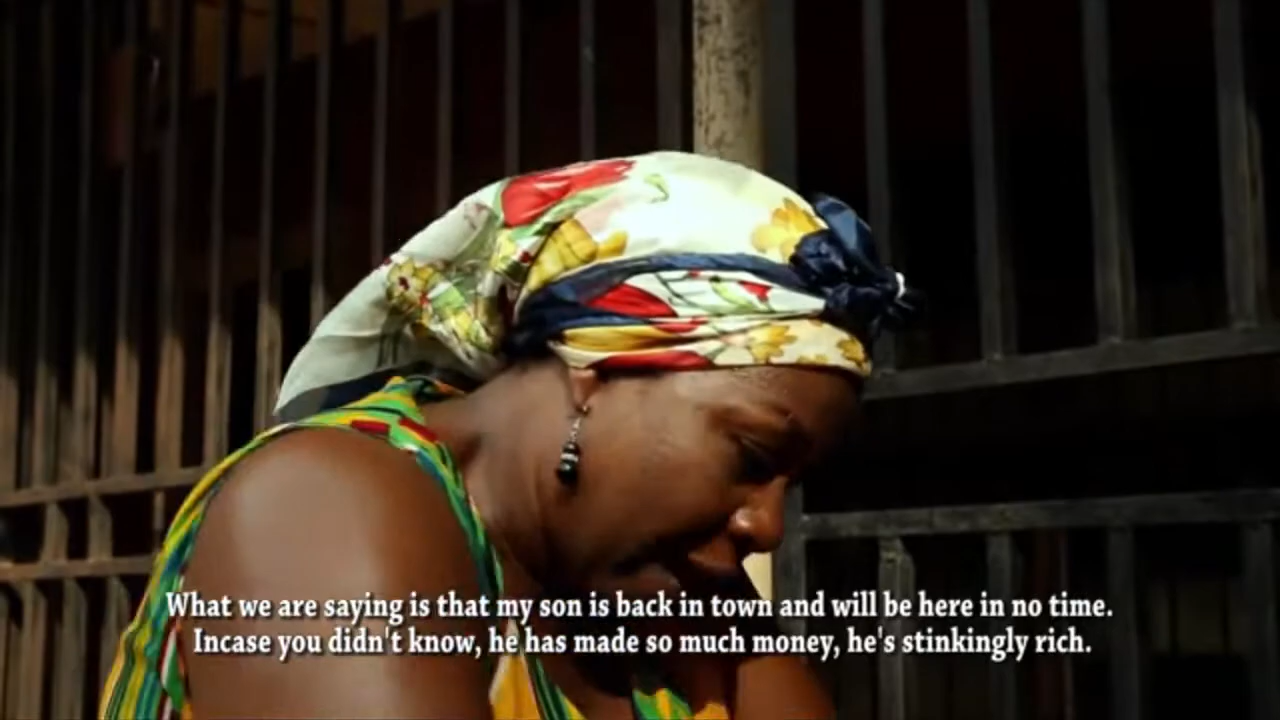 What we are saying is that my son is back in town and will be here in no time.
Incase you didn't know, he has made so much money, he's stinkingly rich.